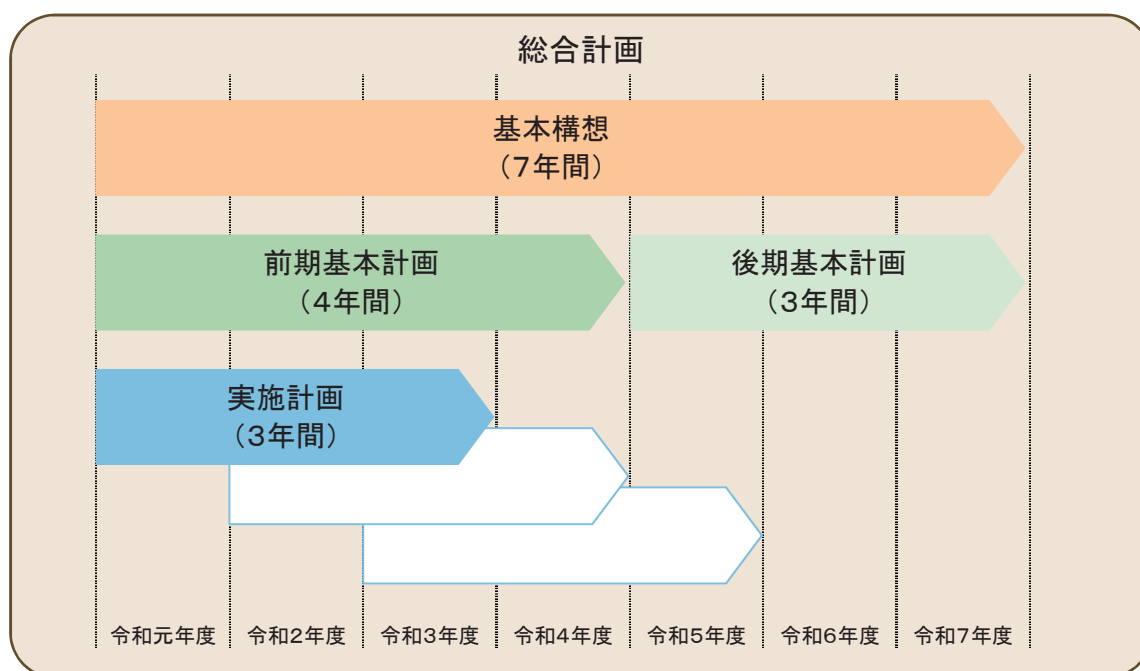 総合計画
基本構想
（7年間）
前期基本計画
（4年間）
後期基本計画
（3年間）
実施計画
（3年間）
令和元年度
令和2年度
令和3年度
令和4年度
令和5年度
令和6年度
令和7年度